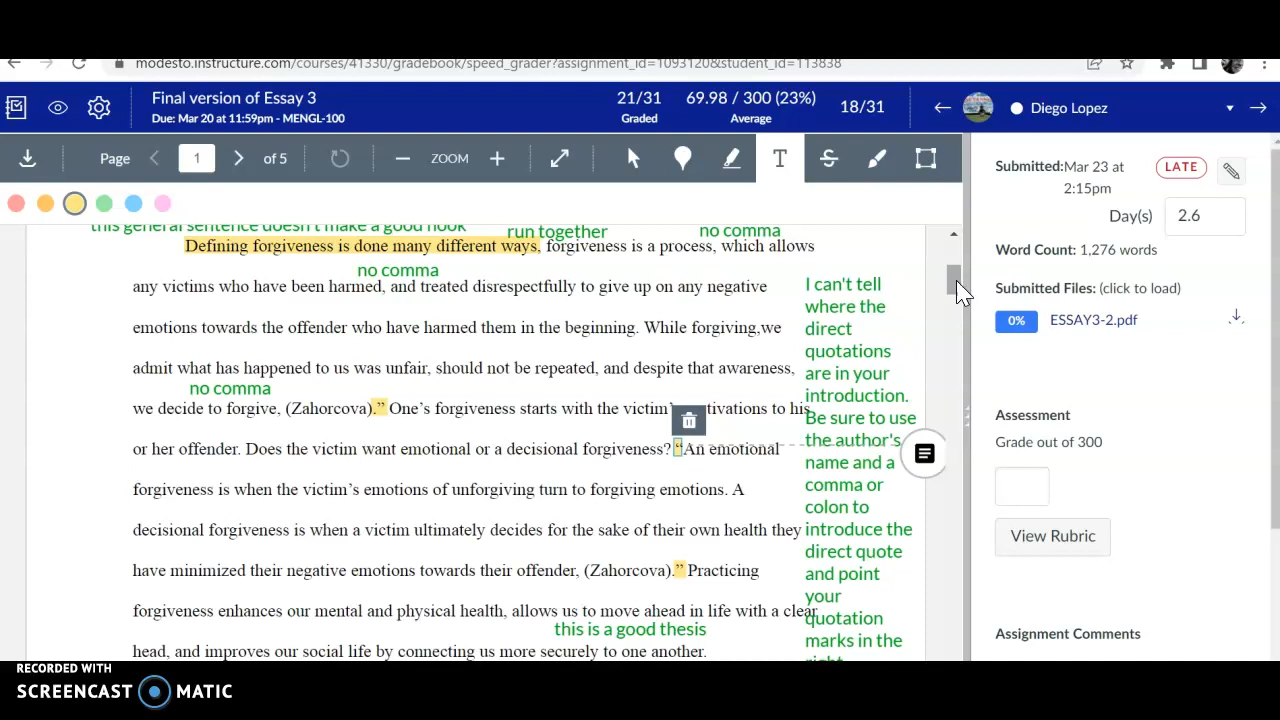 modesto.instructure.com/courses/41330/gradebook/speed_grader?assignment_id=1093120&student_id=113838
Final version of Essay 3
Due: Mar 20 at 11:59pm - MENGL-100
21/31
Graded
69.98 / 300 (23%)
Average
18/31
Diego Lopez
Page
1
of 5
ZOOM
T
this general sentence doesn't make a good hook
run together
no comma
Defining forgiveness is done many different ways, forgiveness is a process, which allows
no comma
any victims who have been harmed, and treated disrespectfully to give up on any negative
emotions towards the offender who have harmed them in the beginning. While forgiving,we
admit what has happened to us was unfair, should not be repeated, and despite that awareness,
no comma
we decide to forgive, (Zahorcova).” One’s forgiveness starts with the victim’ tivations to his
or her offender. Does the victim want emotional or a decisional forgiveness? “An emotional
forgiveness is when the victim’s emotions of unforgiving turn to forgiving emotions. A
decisional forgiveness is when a victim ultimately decides for the sake of their own health they
have minimized their negative emotions towards their offender, (Zahorcova).” Practicing
forgiveness enhances our mental and physical health, allows us to move ahead in life with a clear
this is a good thesis
head, and improves our social life by connecting us more securely to one another.
I can't tell
where the
direct
quotations
are in your
introduction.
Be sure to use
the author's
name and a
comma or
colon to
introduce the
direct quote
and point
your
quotation
marks in the
right
Submitted: Mar 23 at
2:15pm
LATE
Day(s)
2.6
Word Count: 1,276 words
Submitted Files: (click to load)
0%
ESSAY3-2.pdf
Assessment
Grade out of 300
View Rubric
Assignment Comments
RECORDED WITH
SCREENCAST MATIC